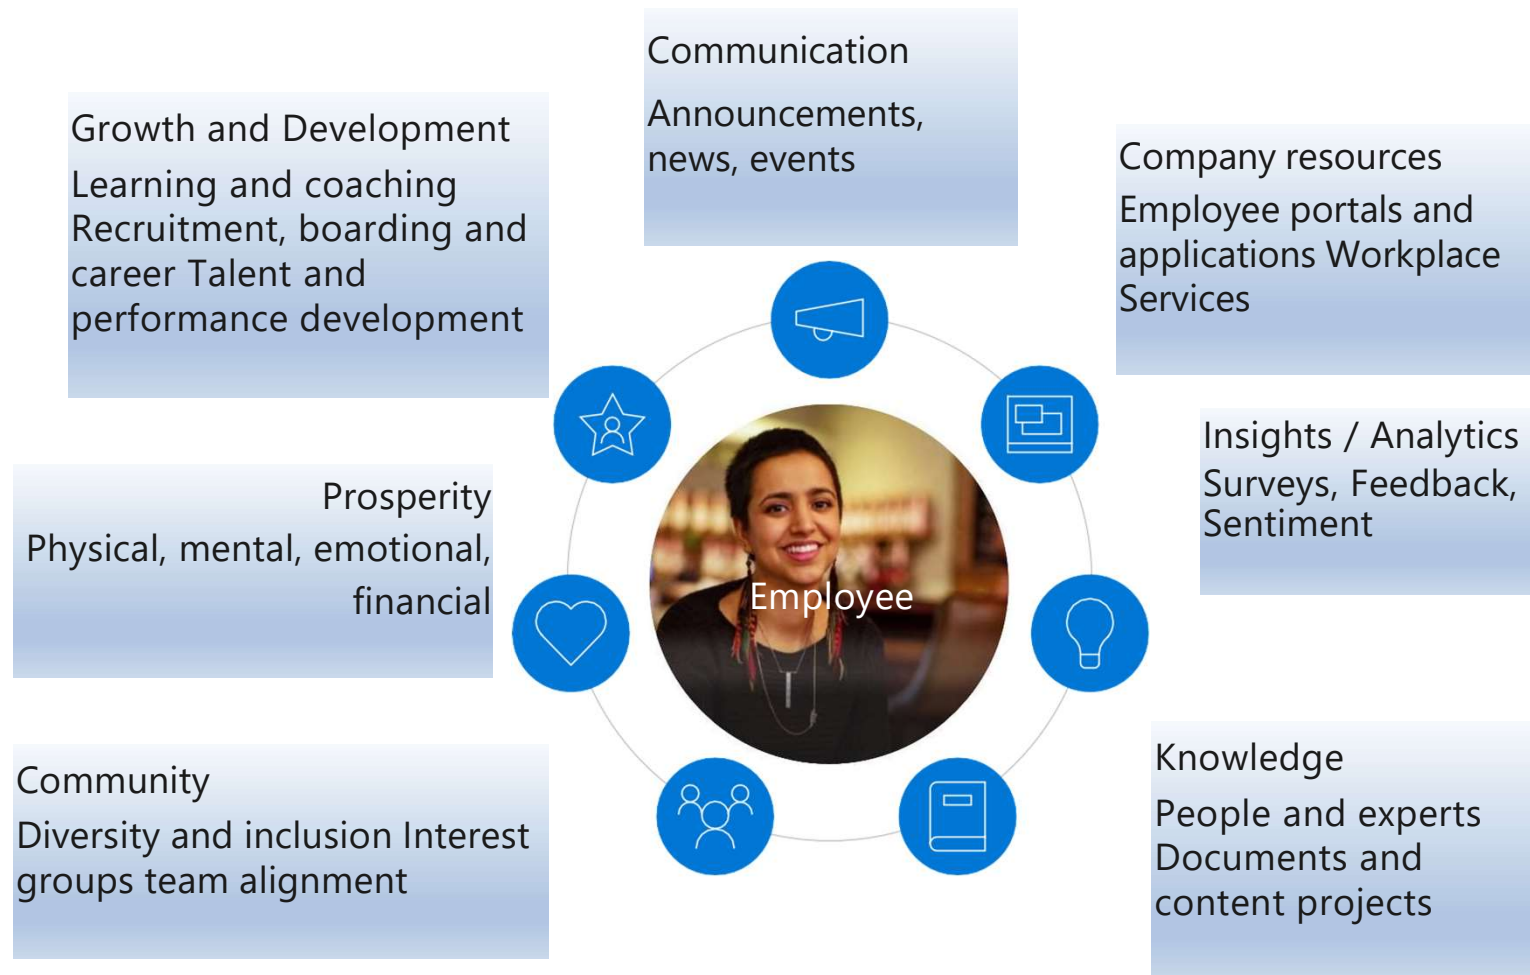 Communication
Announcements,
news, events
Growth and Development
Learning and coaching
Recruitment, boarding and
career Talent and
performance development
Company resources
Employee portals and
applications Workplace
Services
Insights / Analytics
Surveys, Feedback,
Sentiment
Prosperity
Physical, mental, emotional,
financial
Employee
Community
Diversity and inclusion Interest
groups team alignment
Knowledge
People and experts
Documents and
content projects